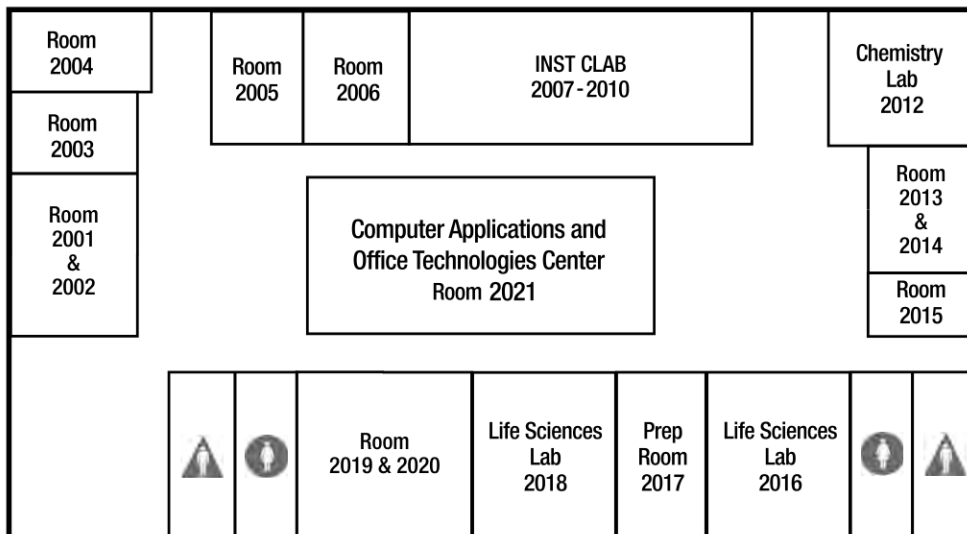 Room
2004
Room
2005
Room
2006
INST CLAB
2007-2010
Chemistry
Lab
2012
Room
2003
Room
2013
&
2014
Room
2001
&
2002
Computer Applications and
Office Technologies Center
Room 2021
Room
2015
Room
2019 & 2020
Life Sciences
Lab
2018
Prep
Room
2017
Life Sciences
Lab
2016